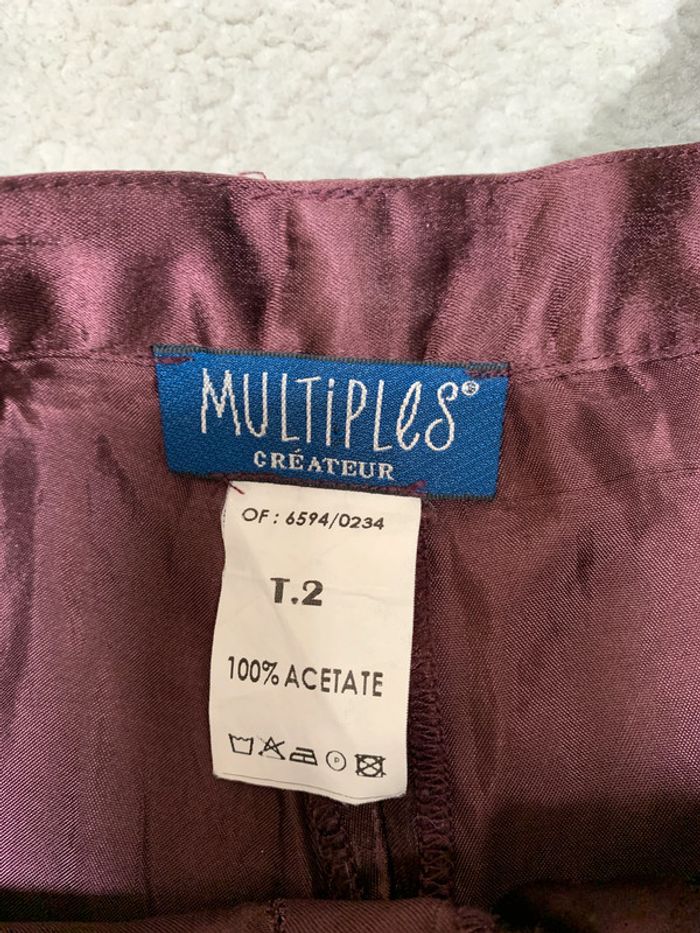 MULTiPLeS®
CRÉATEUR
OF : 6594/0234
T.2
100% ACETATE
P